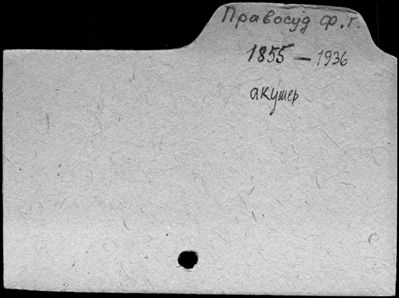 Правосуд Ф.Г.
1855 — 1936
акушер